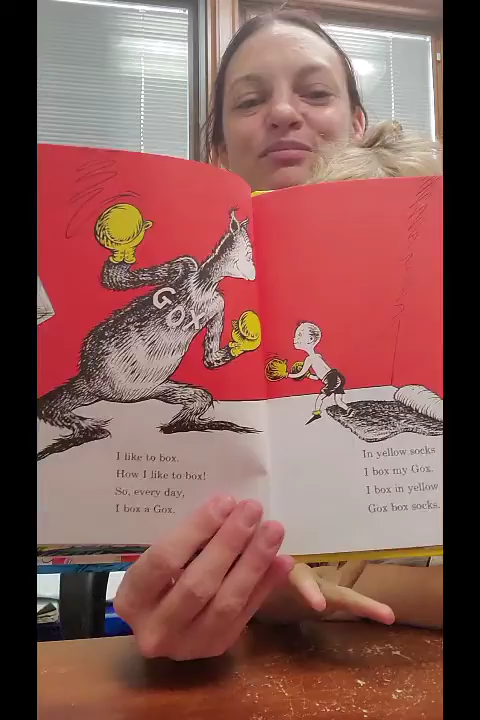 GOX
I like to box.
How I like to box!
So, every day,
I box a Gox.
In yellow socks
I box my Gox.
I box in yellow
Gox box socks.